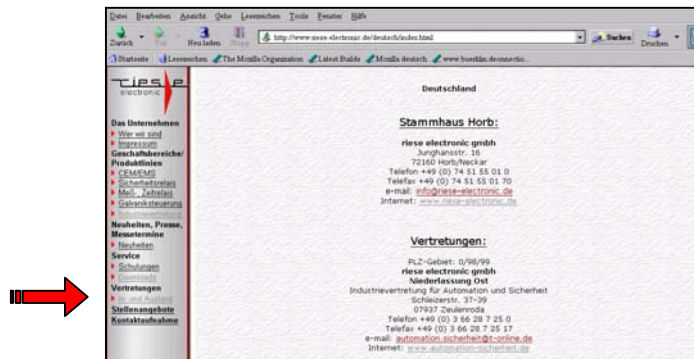 Datei Bearbeiten Ansicht Gehe Lesezeichen Tools Fenster Hilfe
Zurück Vor Neu laden Stopp http://www.riese-electronic.de/deutsch/index.html Suchen Drucken
Startseite Lesezeichen The Mozilla Organization Latest Builds Mozilla deutsch
riese
electronic
Das Unternehmen
Wer wir sind
Impressum
Geschäftsbereiche/
Produktlinien
CEM/EMS
Sicherheitsrelais
Meß-, Zeitrelais
Galvaniksteuerung
Industrievertretung
Neuheiten, Presse,
Messetermine
Neuheiten
Service
Schulungen
Downloads
Vertretungen
In- und Ausland
Stellenangebote
Kontaktaufnahme
Deutschland
Stammhaus Horb:
riese electronic gmbh
Junghansstr. 16
72160 Horb/Neckar
Telefon +49 (0) 74 51 55 01 0
Telefax +49 (0) 74 51 55 01 70
e-mail: info@riese-electronic.de
Internet: www.riese-electronic.de
Vertretungen:
PLZ-Gebiet: 0/98/99
riese electronic gmbh
Niederlassung Ost
Industrievertretung für Automation und Sicherheit
Schleizerstr. 37-39
07937 Zeulenroda
Telefon +49 (0) 3 66 28 7 25 0
Telefax +49 (0) 3 66 28 7 25 17
e-mail: automation.sicherheit@t-online.de
Internet: www.automation-sicherheit.de